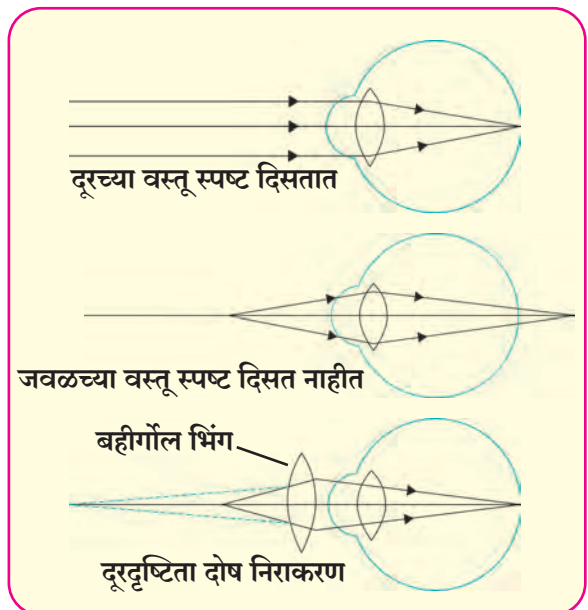 दूरच्या वस्तू स्पष्ट दिसतात
जवळच्या वस्तू स्पष्ट दिसत नाहीत
बहीर्गोल भिंग
दूरदृष्टिता दोष निराकरण